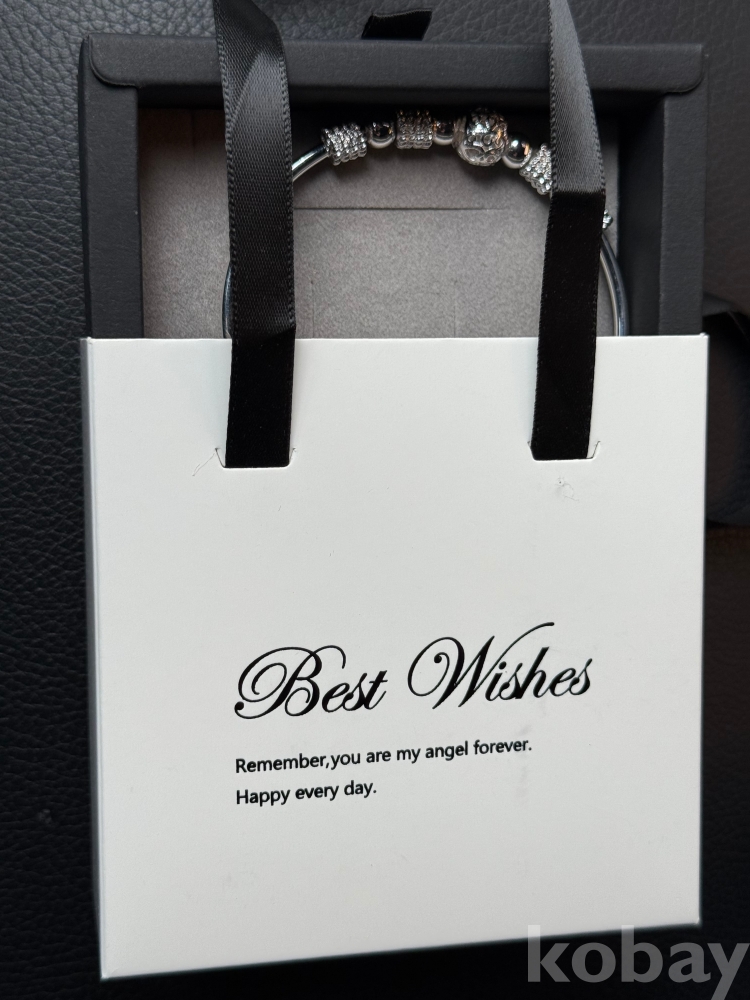 Best Wishes
Remember,you are my angel forever.
Happy every day.
kobay